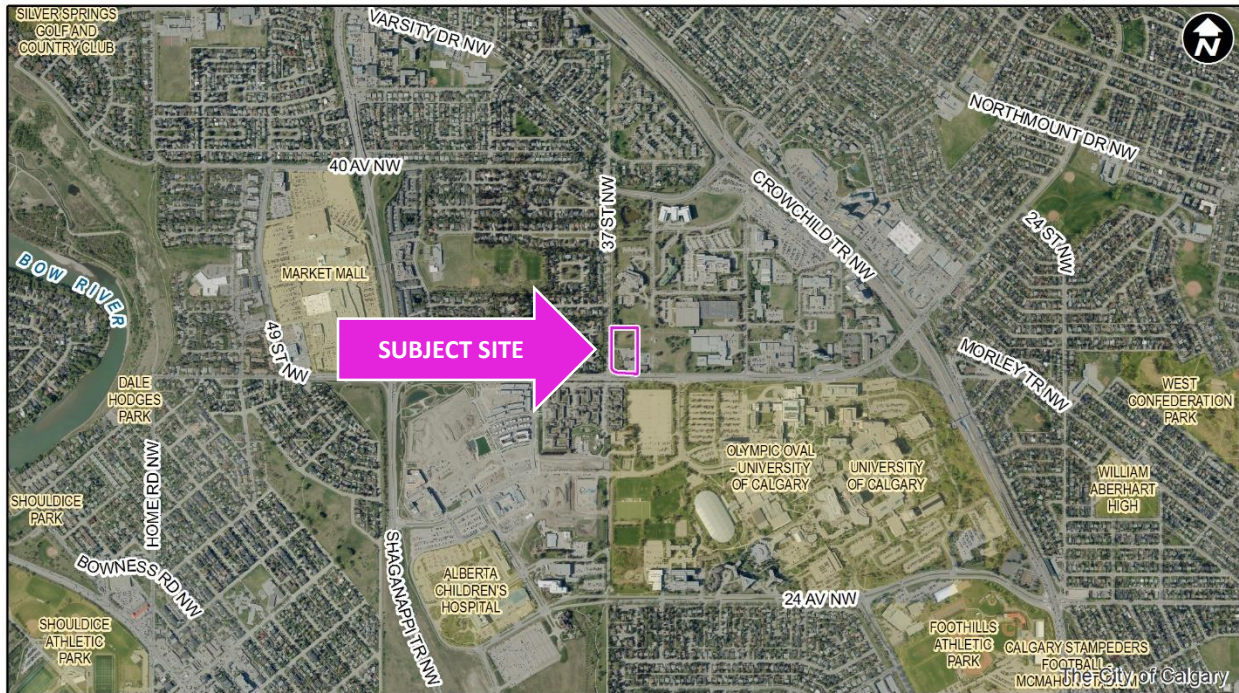 SILVER SPRINGS
GOLF AND
COUNTRY CLUB
VARSITY DR NW
N
NORTHMOUNT DR NW
40 AV NW
37 ST NW
CROWCHILD TR NW
24 ST NW
BOW RIVER
MARKET MALL
SUBJECT SITE
49 ST NW
MORLEY TR NW
DALE
HODGES
PARK
WEST
CONFEDERATION
PARK
HOME RD NW
OLYMPIC OVAL
- UNIVERSITY
OF CALGARY
UNIVERSITY
OF CALGARY
WILLIAM
ABERHART
HIGH
SHOULDICE
PARK
BOWNESS RD NW
SHAGANAPPI TR NW
ALBERTA
CHILDREN'S
HOSPITAL
24 AV NW
SHOULDICE
ATHLETIC
PARK
FOOTHILLS
ATHLETIC
PARK
CALGARY STAMPEDERS
FOOTBALL -
The City of Calgary